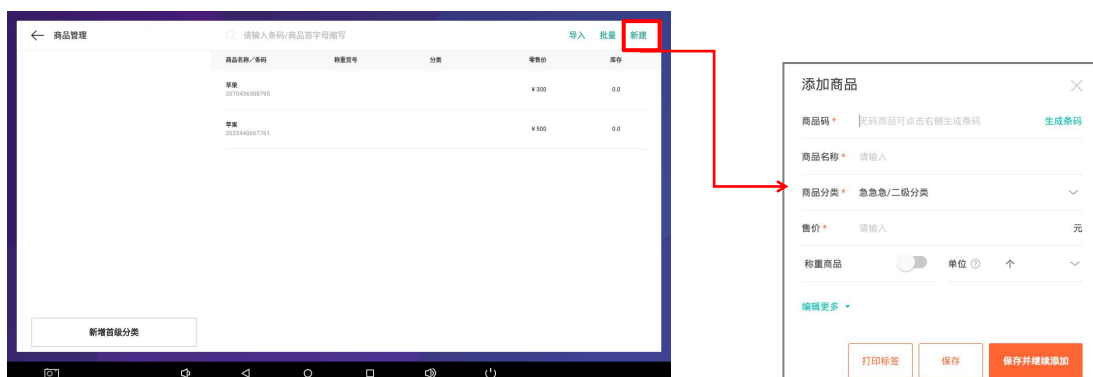 商品管理
请输入条码/商品首字母缩写
导入 批量 新建
商品名称/条码 称重货号 分类 零售价 库存
苹果 ¥300 0.0
2070436308795
苹果 ¥500 0.0
2023440667761
新增首级分类
添加商品
商品码* 无码商品可点击右侧生成条码 生成条码
商品名称* 请输入
商品分类* 急急急/二级分类
售价* 请输入 元
称重商品 单位 ? 个
编辑更多
打印标签 保存 保存并继续添加